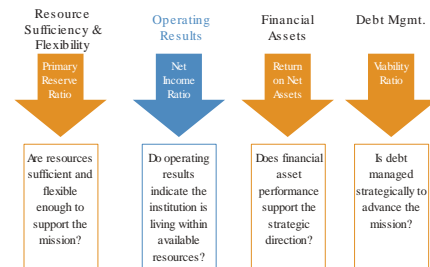 Resource
Sufficiency &
Flexibility
Operating
Results
Financial
Assets
Debt Mgmt.
Primary
Reserve
Ratio
Net
Income
Ratio
Return
on Net
Assets
Viability
Ratio
Are resources
sufficient and
flexible
enough to
support the
mission?
Do operating
results
indicate the
institution is
living within
available
resources?
Does financial
asset
performance
support the
strategic
direction?
Is debt
managed
strategically to
advance the
mission?